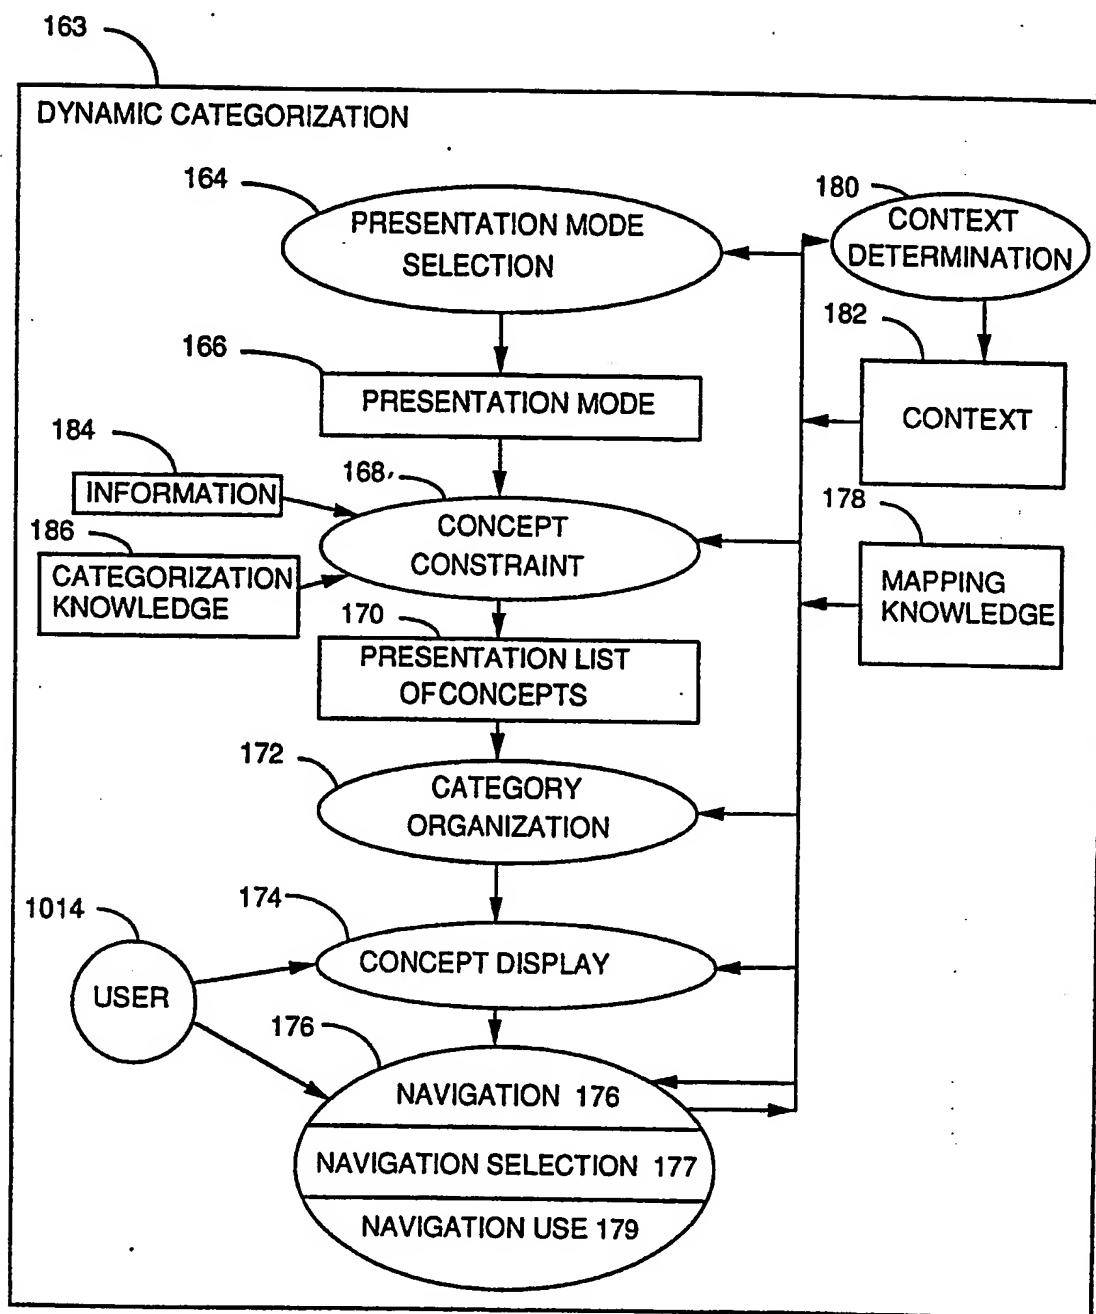 163
DYNAMIC CATEGORIZATION
164
PRESENTATION MODE
SELECTION
180
CONTEXT
DETERMINATION
166
PRESENTATION MODE
182
CONTEXT
184
INFORMATION
168
CONCEPT
CONSTRAINT
178
MAPPING
KNOWLEDGE
186
CATEGORIZATION
KNOWLEDGE
170
PRESENTATION LIST
OF CONCEPTS
172
CATEGORY
ORGANIZATION
174
CONCEPT DISPLAY
1014
USER
176
NAVIGATION 176
NAVIGATION SELECTION 177
NAVIGATION USE 179